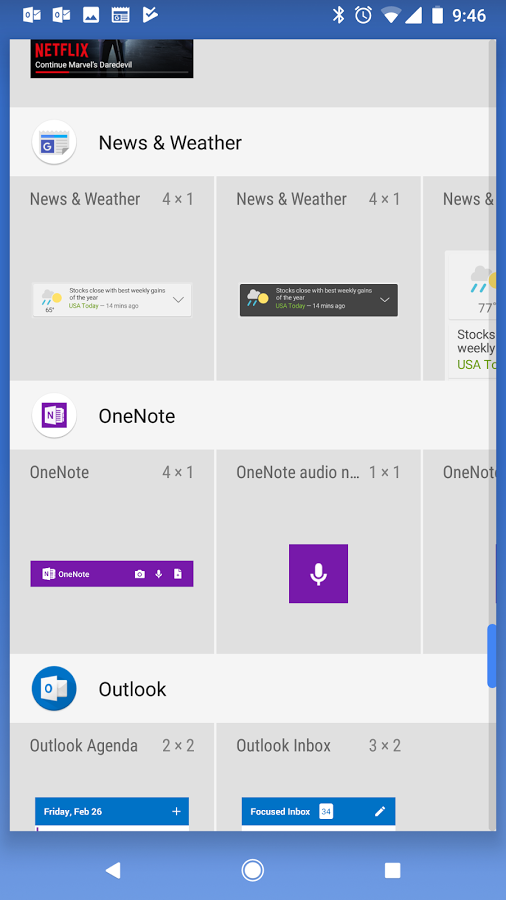 9:46
NETFLIX
Continue Marvel's Daredevil
News & Weather
News & Weather 4 × 1
News & Weather 4 × 1
News &
65°
Stocks close with best weekly gains
of the year
USA Today – 14 mins ago
Stocks close with best weekly gains
of the year
USA Today – 14 mins ago
77°
Stocks
weekly
USA To
OneNote
OneNote 4 × 1
OneNote audio n... 1 × 1
OneNot
N OneNote
Outlook
Outlook Agenda 2 × 2
Outlook Inbox 3 × 2
Friday, Feb 26
Focused Inbox 34